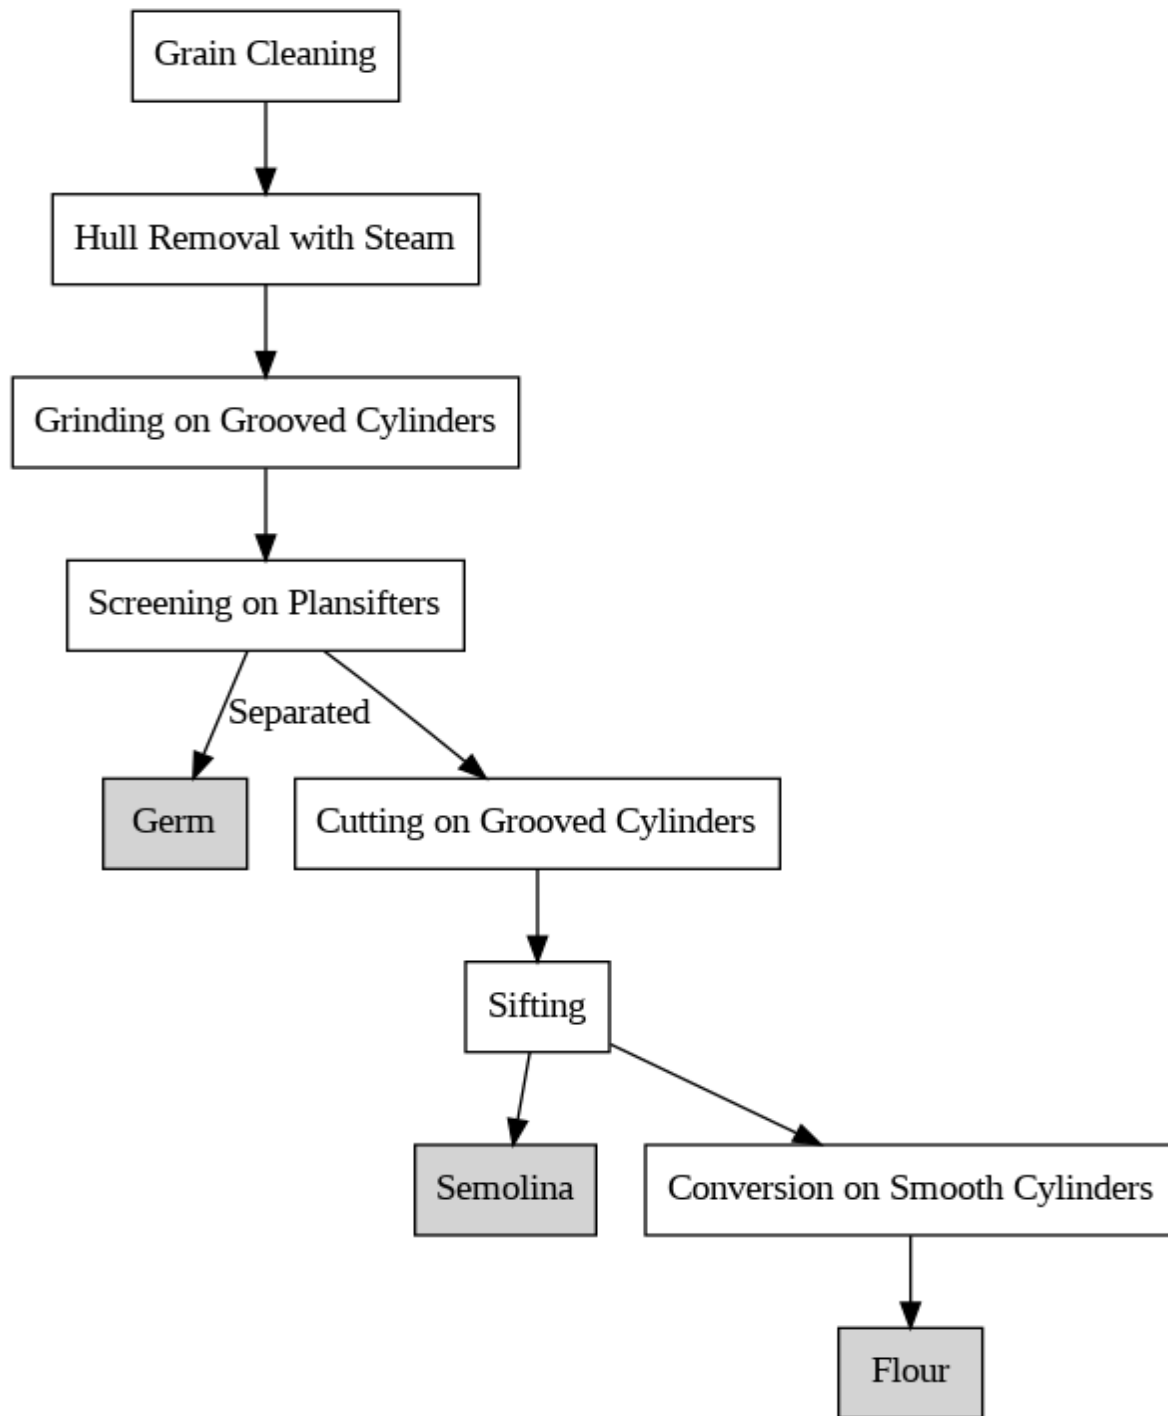 Grain Cleaning
Hull Removal with Steam
Grinding on Grooved Cylinders
Screening on Plansifters
Separated
Germ
Cutting on Grooved Cylinders
Sifting
Semolina
Conversion on Smooth Cylinders
Flour